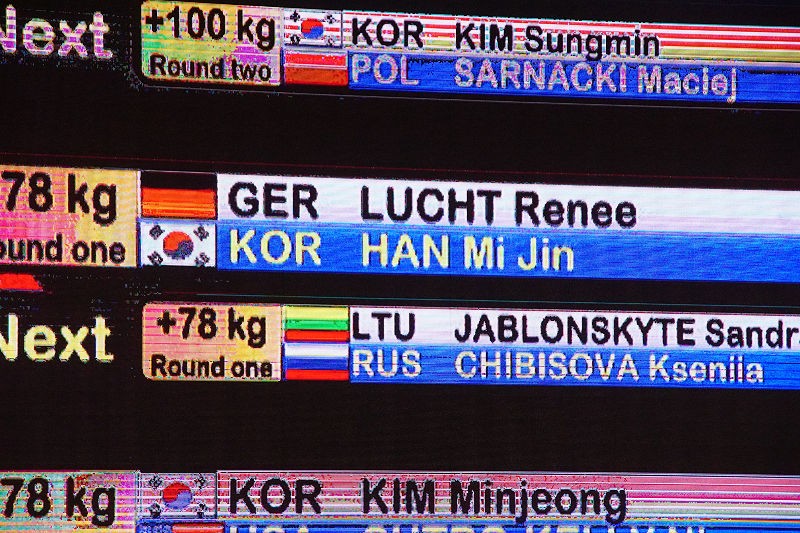 Next +100 kg KOR KIM Sungmin
Round two POL SARNACKI Maciej
78 kg GER LUCHT Renee
ound one KOR HAN Mi Jin
Next +78 kg LTU JABLONSKYTE Sandr
Round one RUS CHIBISOVA Kseniia
78 kg KOR KIM Minjeong
USA